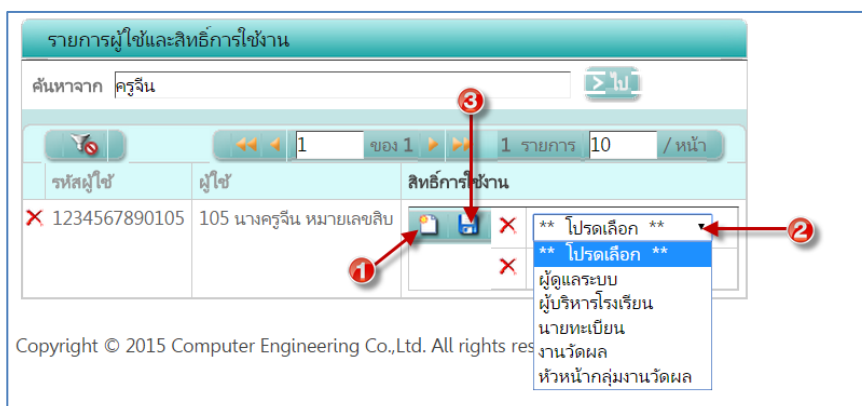 รายการผู้ใช้และสิทธิ์การใช้งาน
ค้นหาจาก ครูจีน ไป
3
1 ของ 1 1 รายการ 10 / หน้า
รหัสผู้ใช้ ผู้ใช้ สิทธิ์การใช้งาน
1234567890105 105 นางครูจีน หมายเลขสิบ ** โปรดเลือก ** 2
1 ** โปรดเลือก **
ผู้ดูแลระบบ
ผู้บริหารโรงเรียน
นายทะเบียน
Copyright © 2015 Computer Engineering Co.,Ltd. All rights res
งานวัดผล
หัวหน้ากลุ่มงานวัดผล